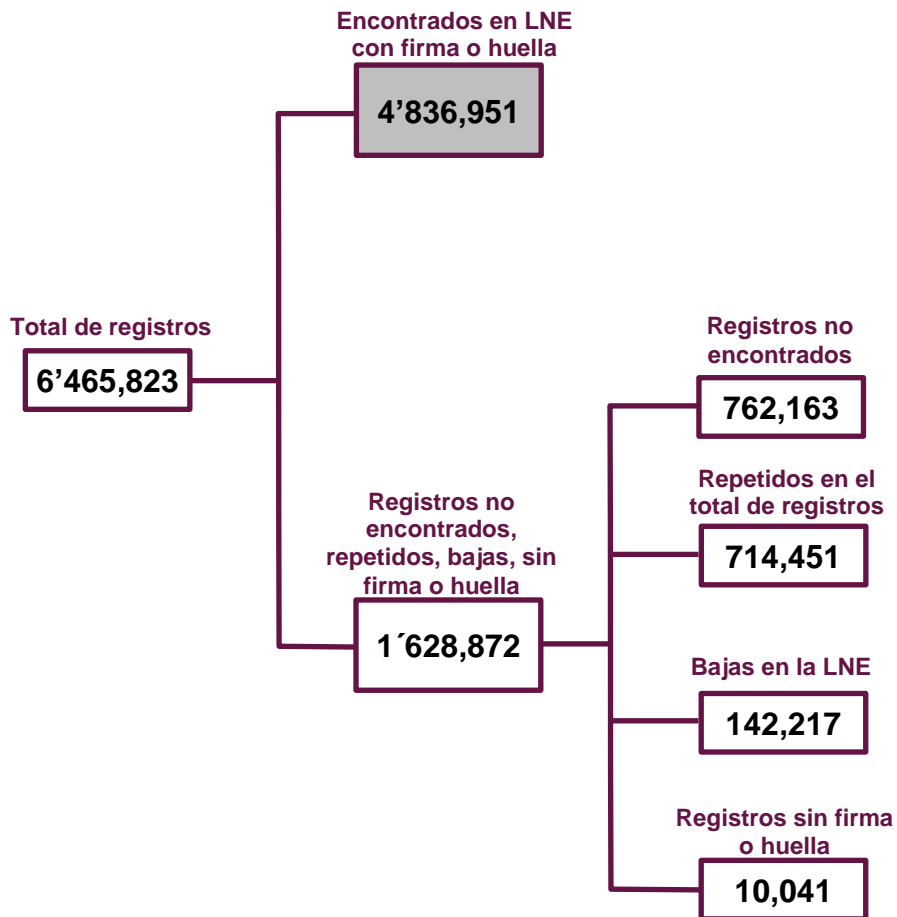 Encontrados en LNE
con firma o huella
4’836,951
Total de registros
6’465,823
Registros no
encontrados,
repetidos, bajas, sin
firma o huella
1´628,872
Registros no
encontrados
762,163
Repetidos en el
total de registros
714,451
Bajas en la LNE
142,217
Registros sin firma
o huella
10,041